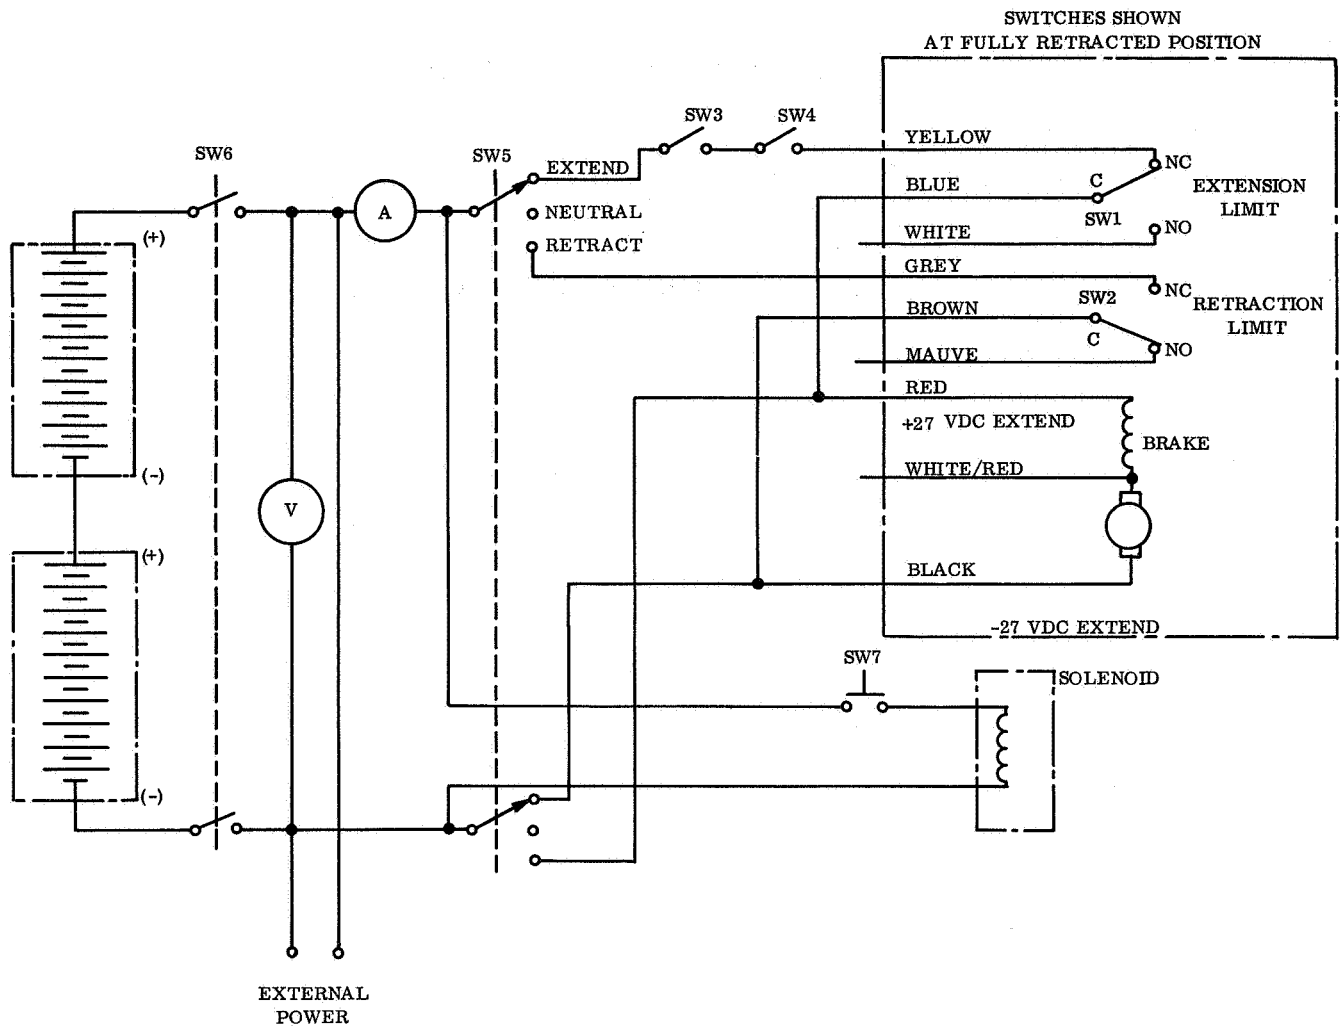 SWITCHES SHOWN
AT FULLY RETRACTED POSITION
SW3
SW4
SW6
SW5
EXTEND
YELLOW
NC
C
BLUE
EXTENSION
LIMIT
A
NEUTRAL
SW1
NO
WHITE
RETRACT
(+)
GREY
NC
SW2
RETRACTION
LIMIT
BROWN
C
NO
MAUVE
RED
+27 VDC EXTEND
BRAKE
(-)
WHITE/RED
V
(+)
BLACK
-27 VDC EXTEND
SW7
SOLENOID
(-)
EXTERNAL
POWER